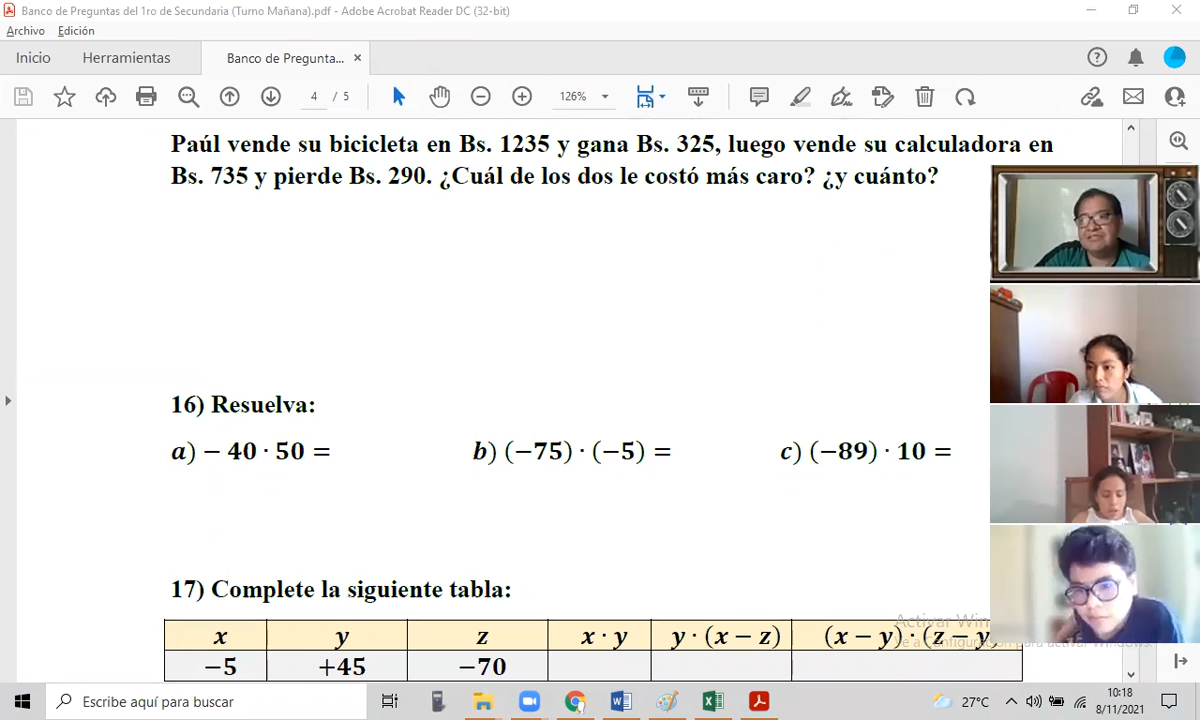 Banco de Preguntas del 1ro de Secundaria (Turno Mañana).pdf - Adobe Acrobat Reader DC (32-bit)
Archivo Edición
Inicio Herramientas Banco de Pregunta... ×
4 / 5 126%
Paúl vende su bicicleta en Bs. 1235 y gana Bs. 325, luego vende su calculadora en
Bs. 735 y pierde Bs. 290. ¿Cuál de los dos le costó más caro? ¿y cuánto?
16) Resuelva:
a) − 40 · 50 = b) (−75) · (−5) = c) (−89) · 10 =
17) Complete la siguiente tabla:
Activar Win
x y z x · y y · (x − z) (x − y) · (z − y
−5 +45 −70
Escribe aquí para buscar 27°C 10:18
8/11/2021